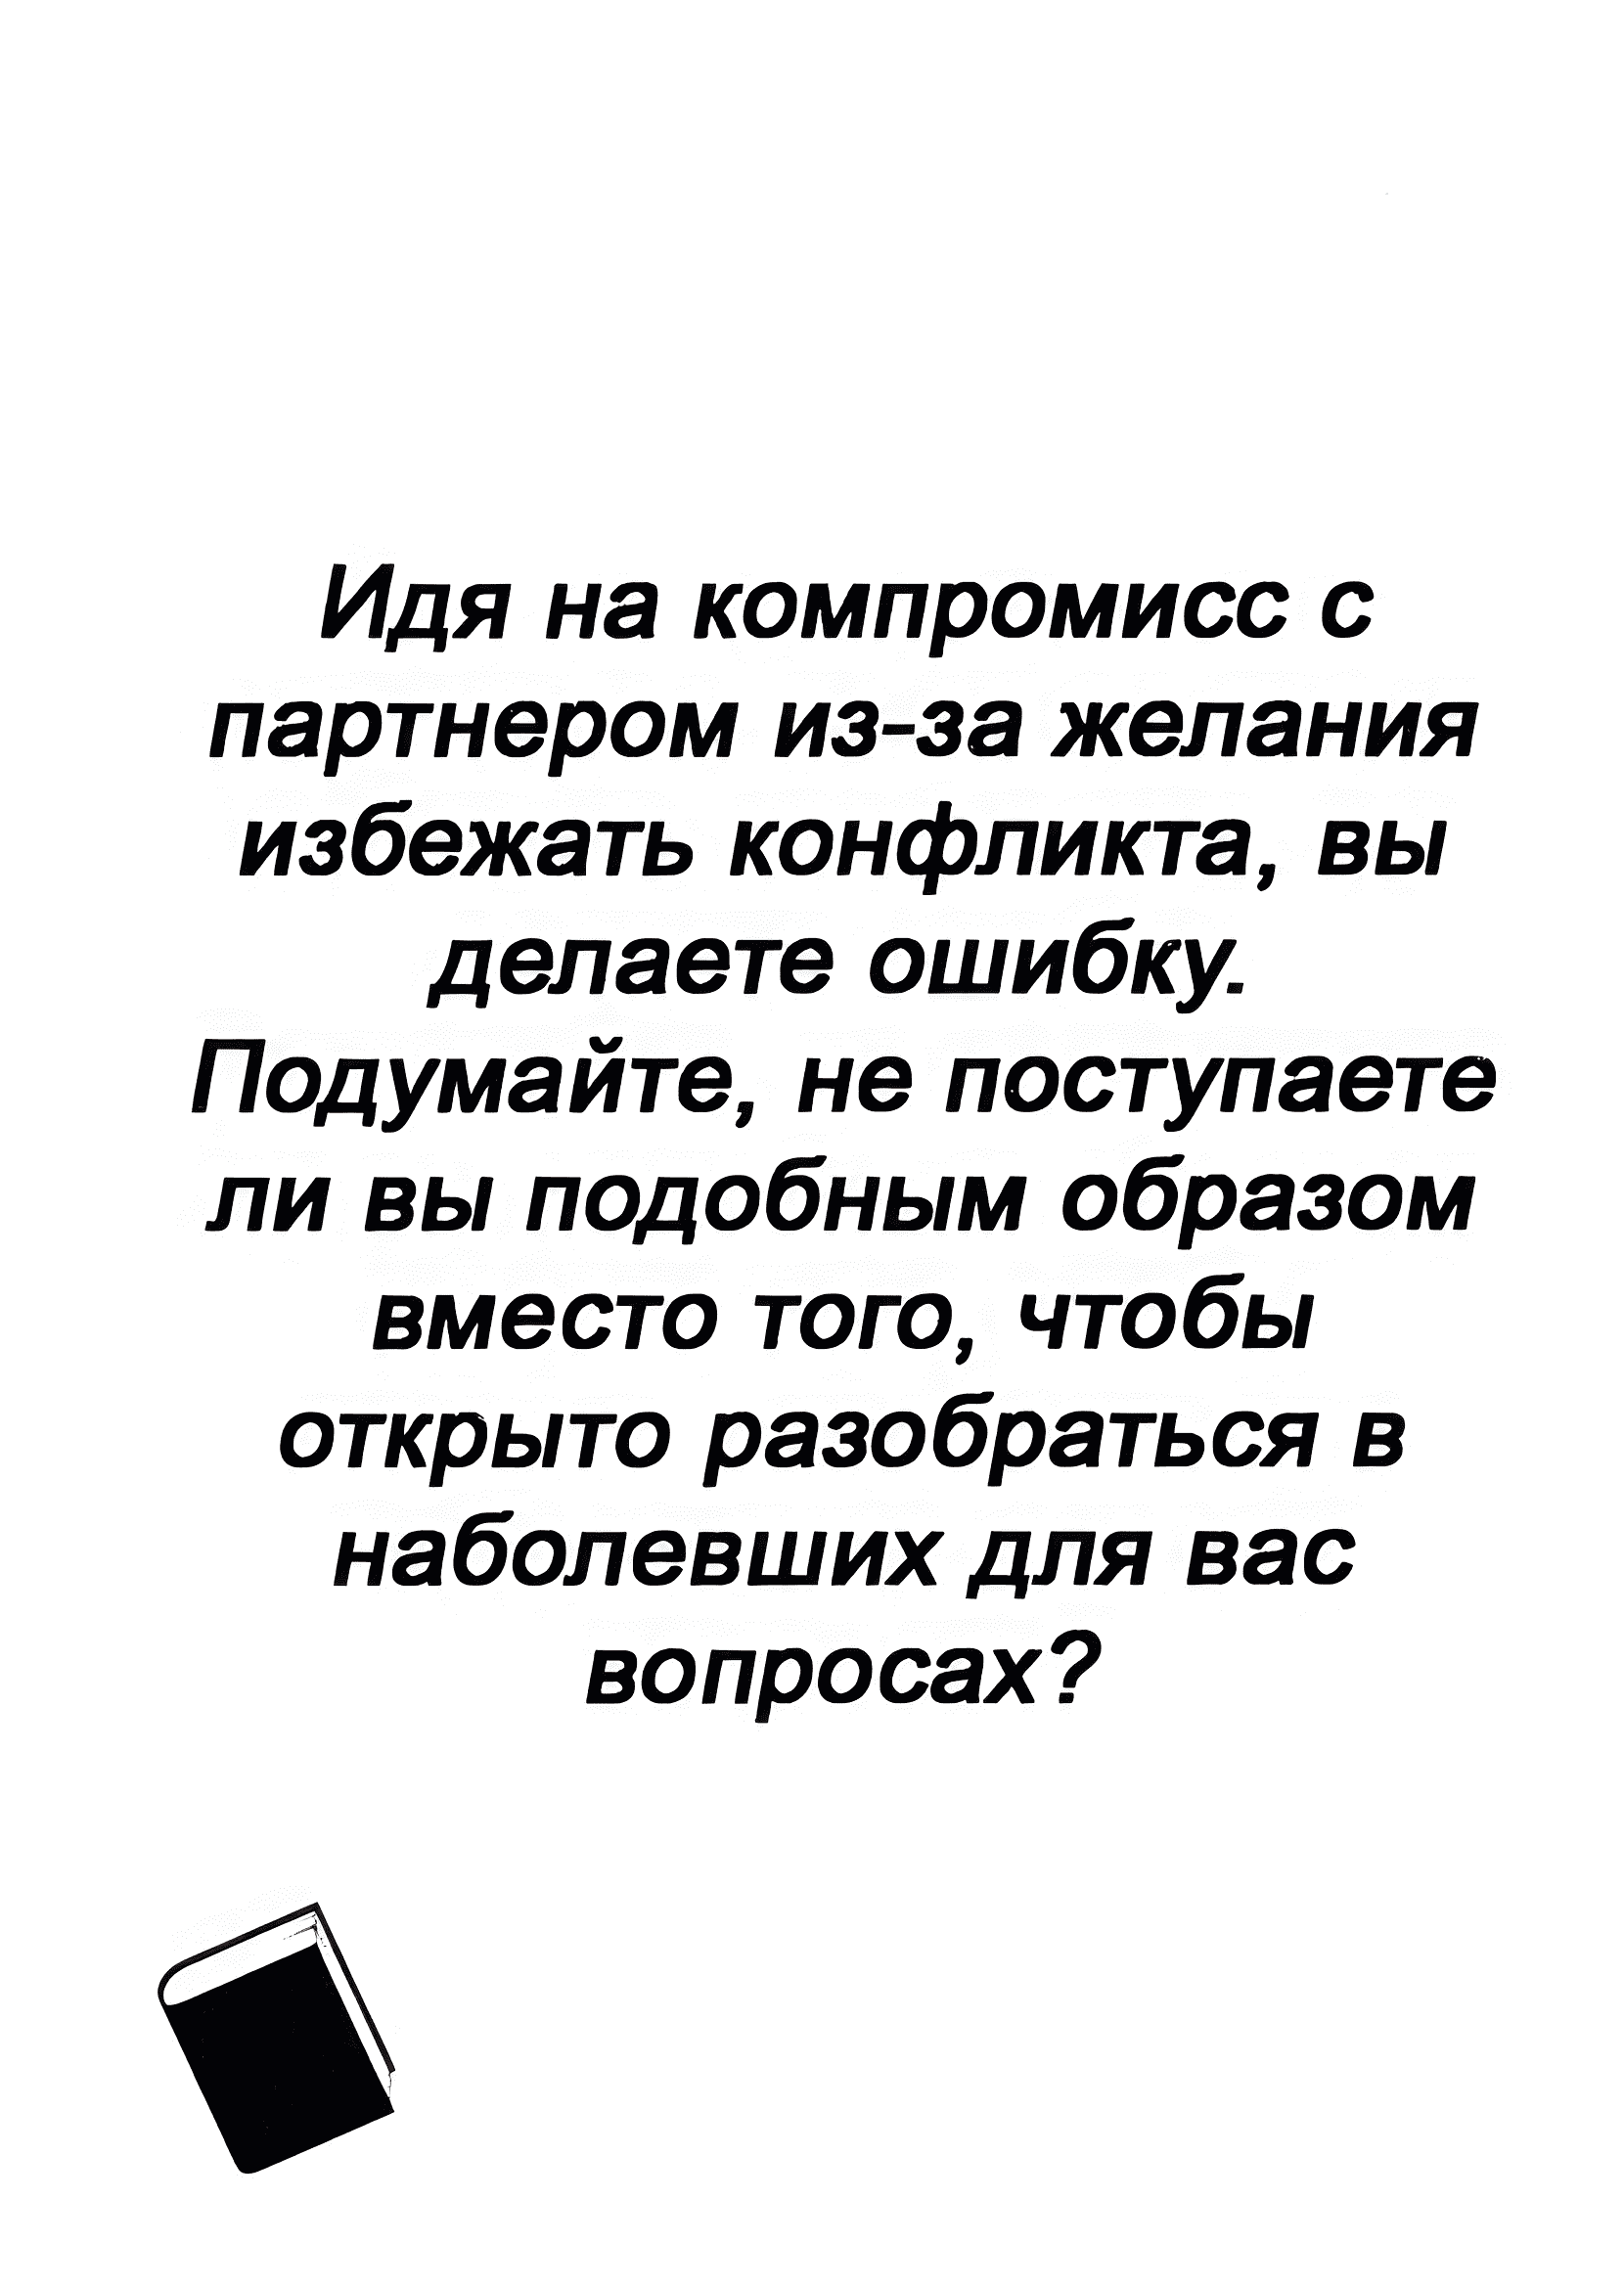 Идя на компромисс с
партнером из-за желания
избежать конфликта, вы
делаете ошибку.
Подумайте, не поступаете
ли вы подобным образом
вместо того, чтобы
открыто разобраться в
наболевших для вас
вопросах?